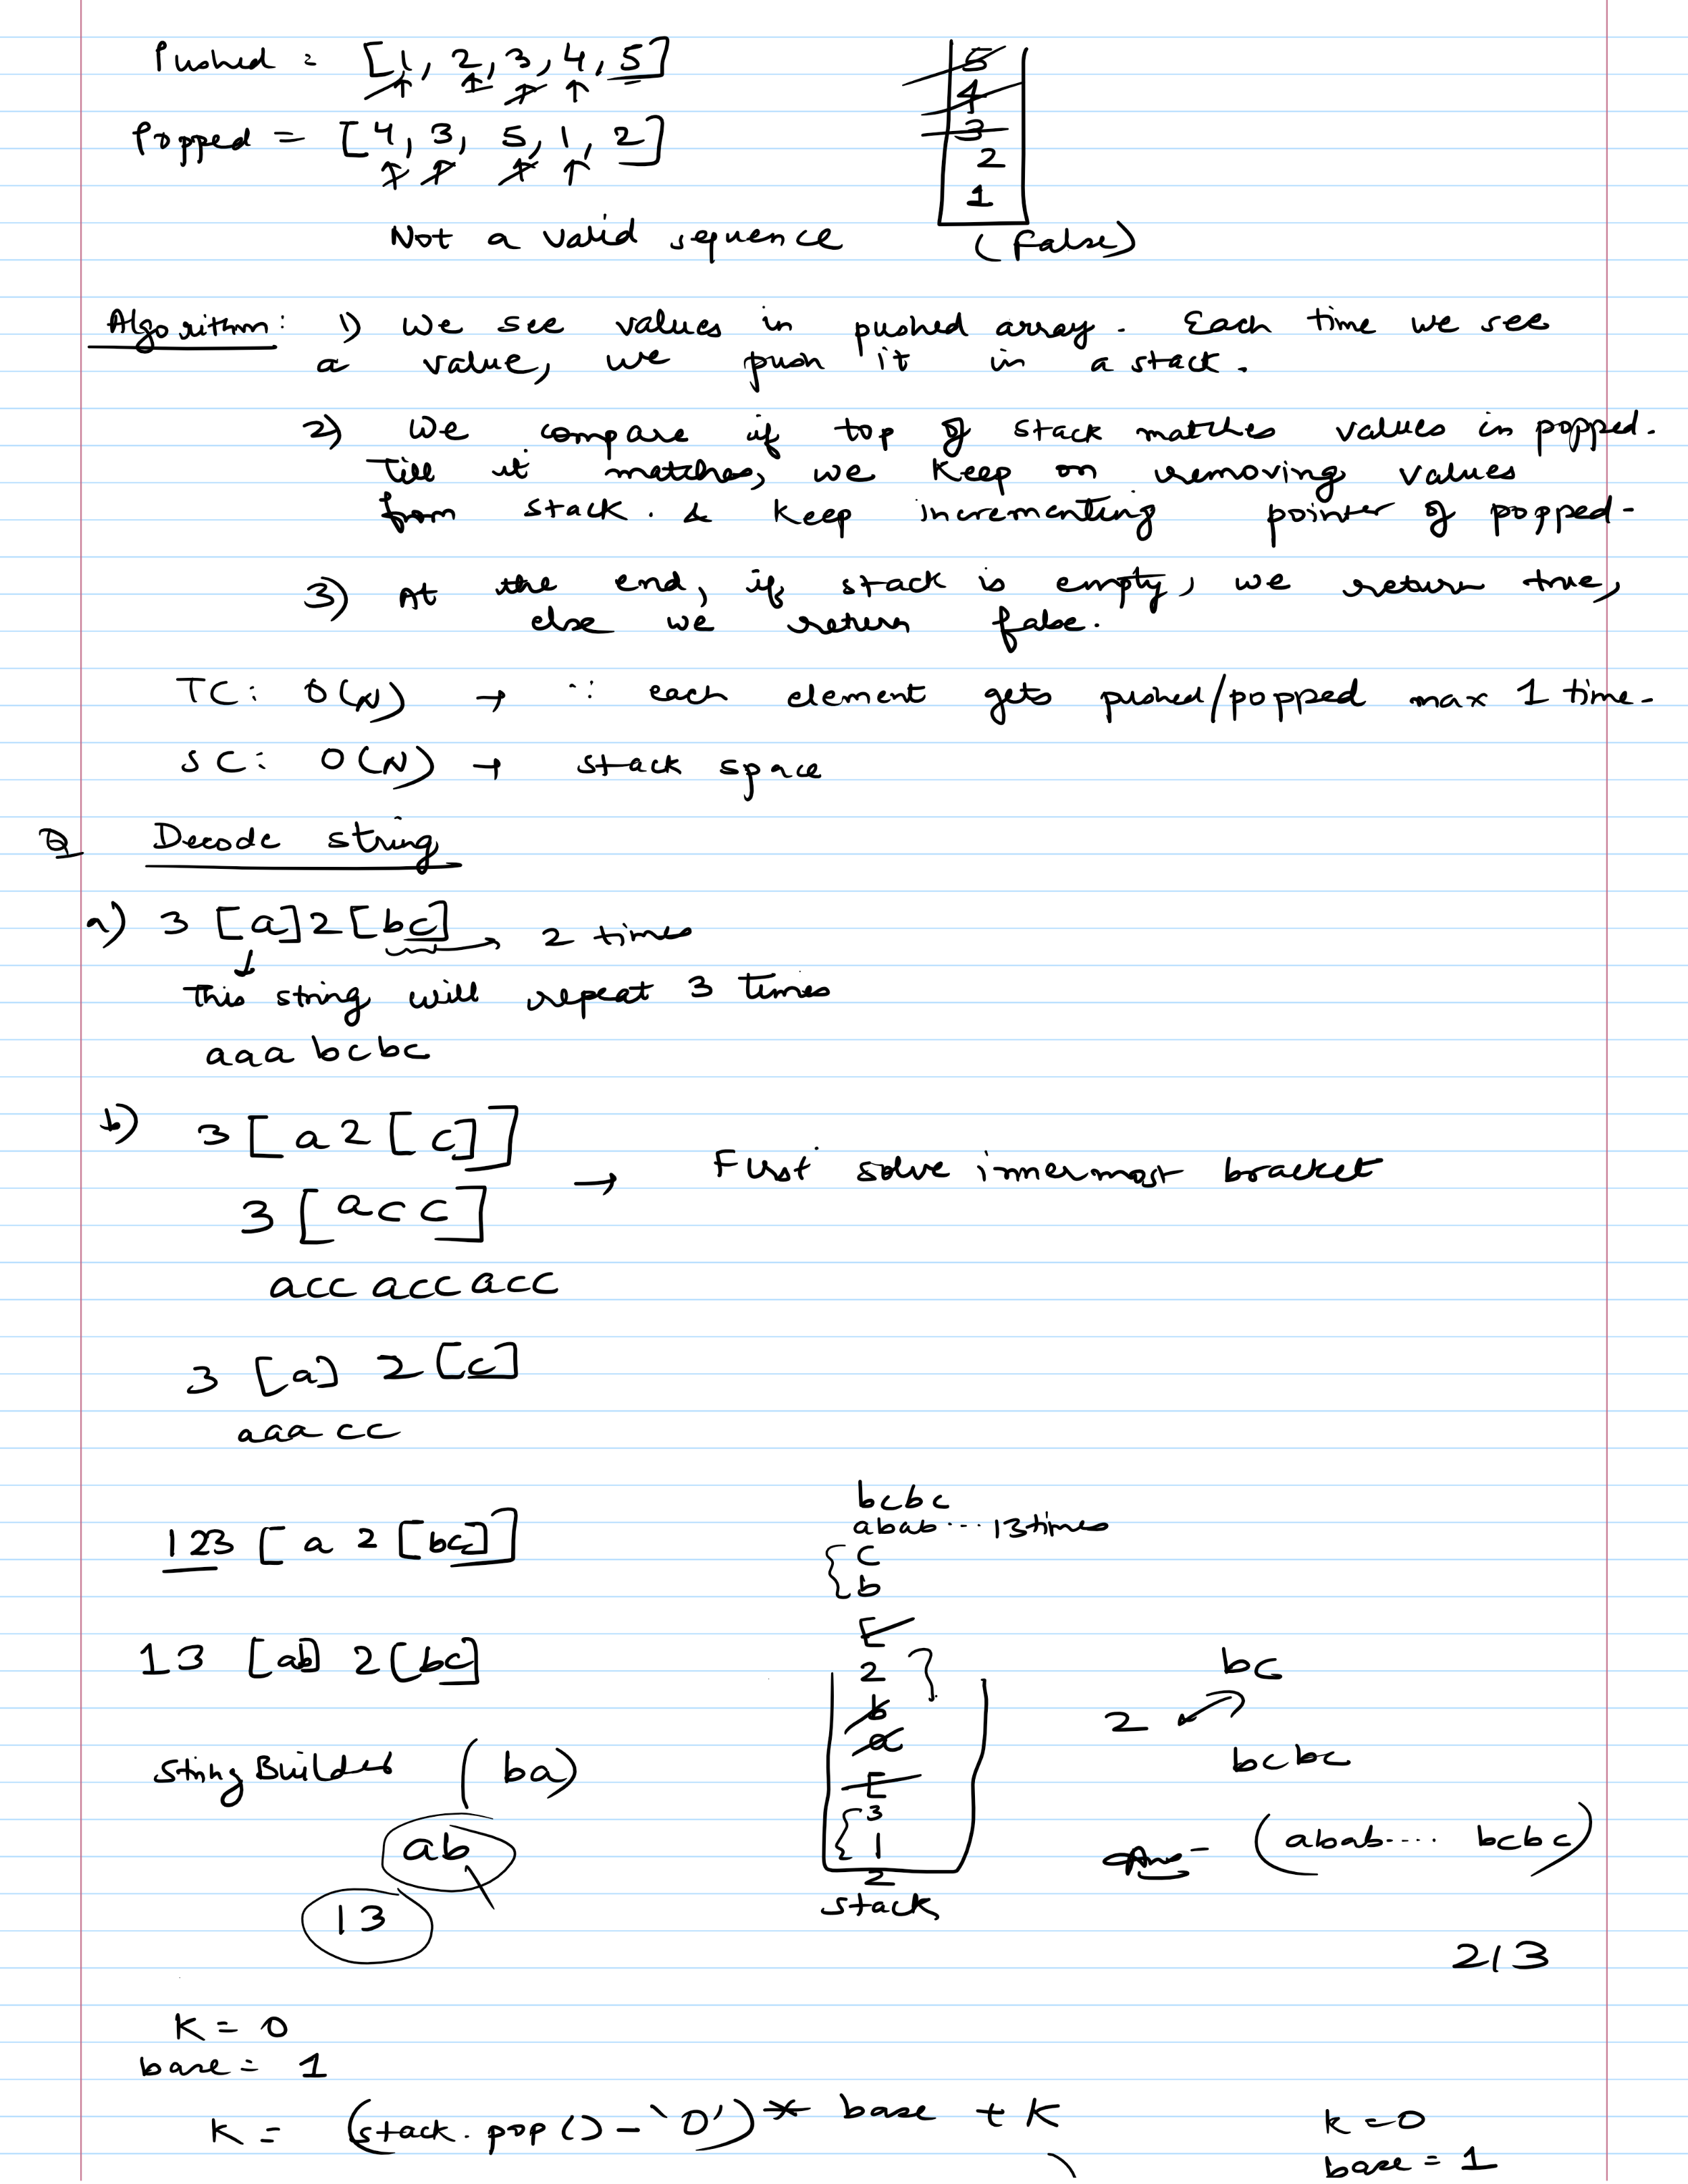 Pushed = [1, 2, 3, 4, 5]
Popped = [4, 3, 5, 1, 2]
5
4
3
2
1
Not a valid sequence (False)
Algorithm: 1) We see values in pushed array. Each time we see
a value, we push it in a stack.
2) We compare if top of stack matches values in popped.
Till it matches, we keep on removing values
from stack. & keep incrementing pointer of popped.
3) At the end, if stack is empty, we return true,
else we return false.
TC: O(N) → ∵ each element gets pushed/popped max 1 time.
SC: O(N) → stack space
Q Decode string
a) 3[a]2[bc] → 2 times
↓
This string will repeat 3 times
aaa bcbc
b) 3[a2[c]]
3[acc] → First solve innermost bracket
acc acc acc
3[a] 2[c]
aaa cc
bcbc
abab...13times
123[a2[bc]]
c
b
[
13 [ab] 2[bc]
2
b
a
[
3
1
2
stack
bc
2
bcbc
StringBuilder (ba)
ab
13
Ans- (abab.... bcbc)
213
K = 0
base = 1
K = (stack.pop() - '0') * base + K
K = 0
base = 1